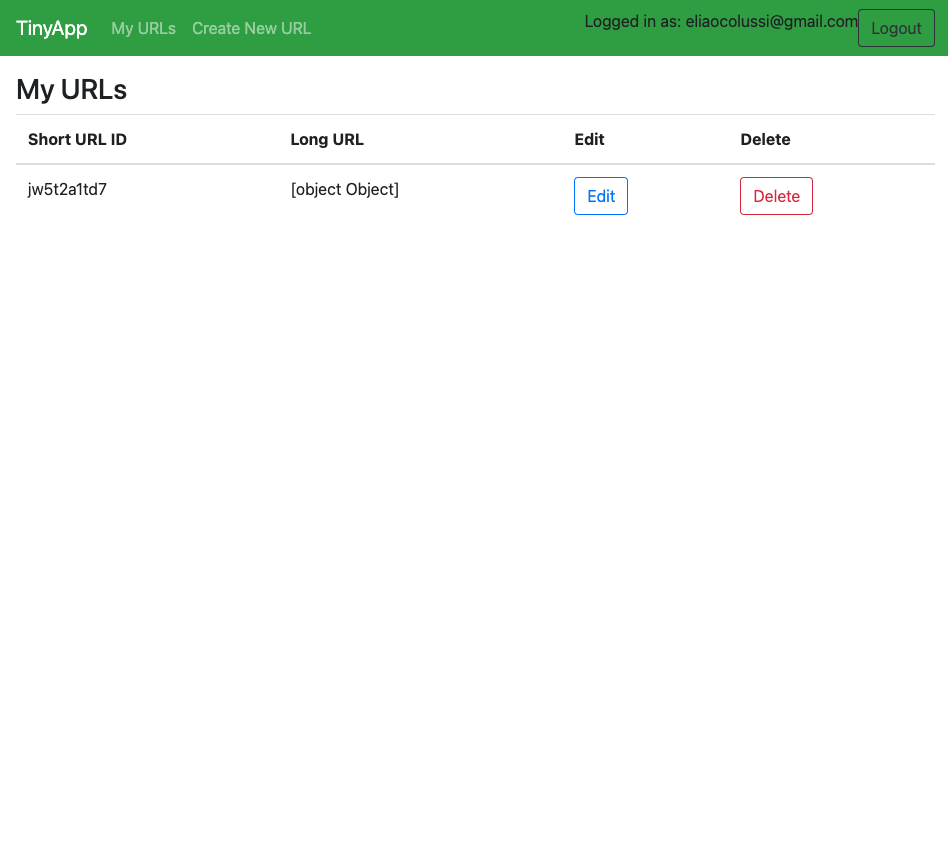 TinyApp My URLs Create New URL Logged in as: eliaocolussi@gmail.com Logout
My URLs
Short URL ID Long URL Edit Delete
jw5t2a1td7 [object Object] Edit Delete